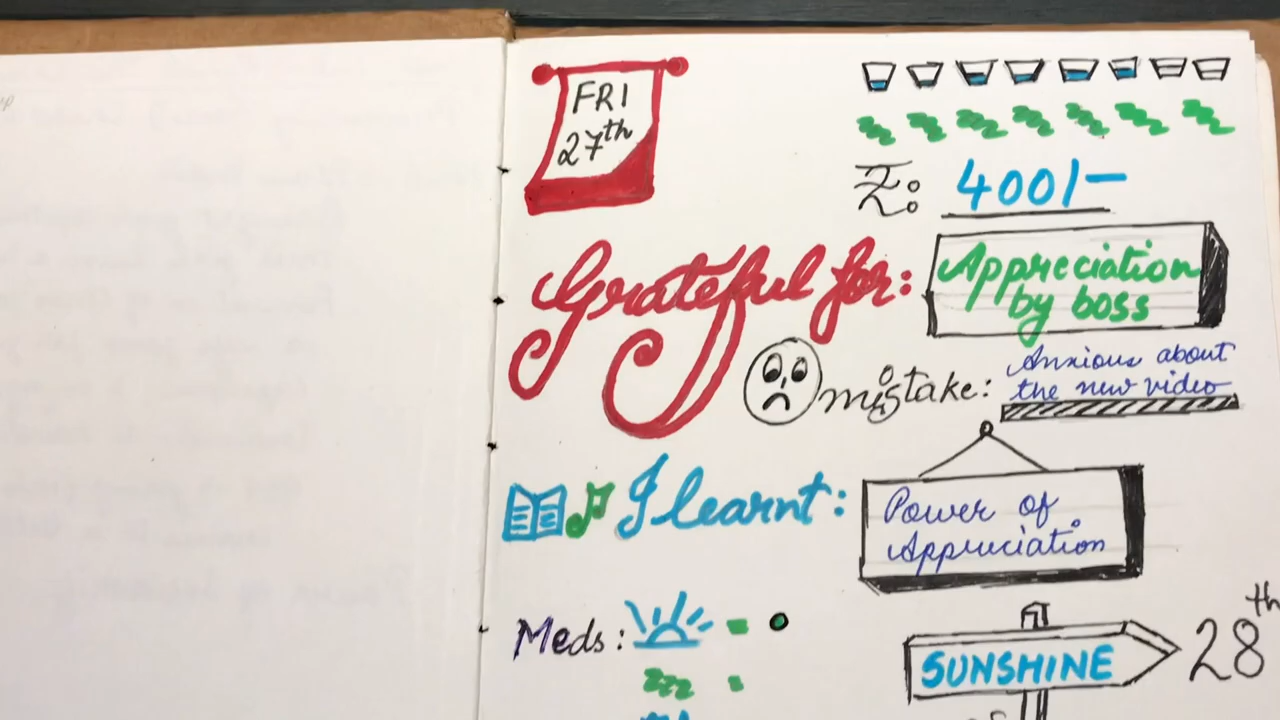 FRI
27th
Z: 400/-
Grateful for:
Appreciation
by boss
mistake:
Anxious about
the new video
I learnt:
Power of
Appreciation
Meds:
SUNSHINE
28th